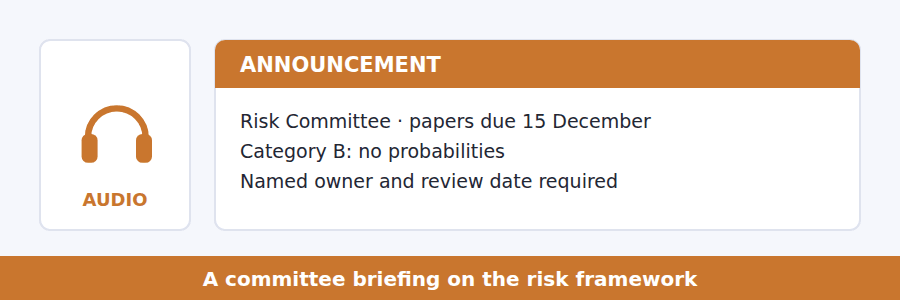 AUDIO
ANNOUNCEMENT
Risk Committee · papers due 15 December
Category B: no probabilities
Named owner and review date required
A committee briefing on the risk framework